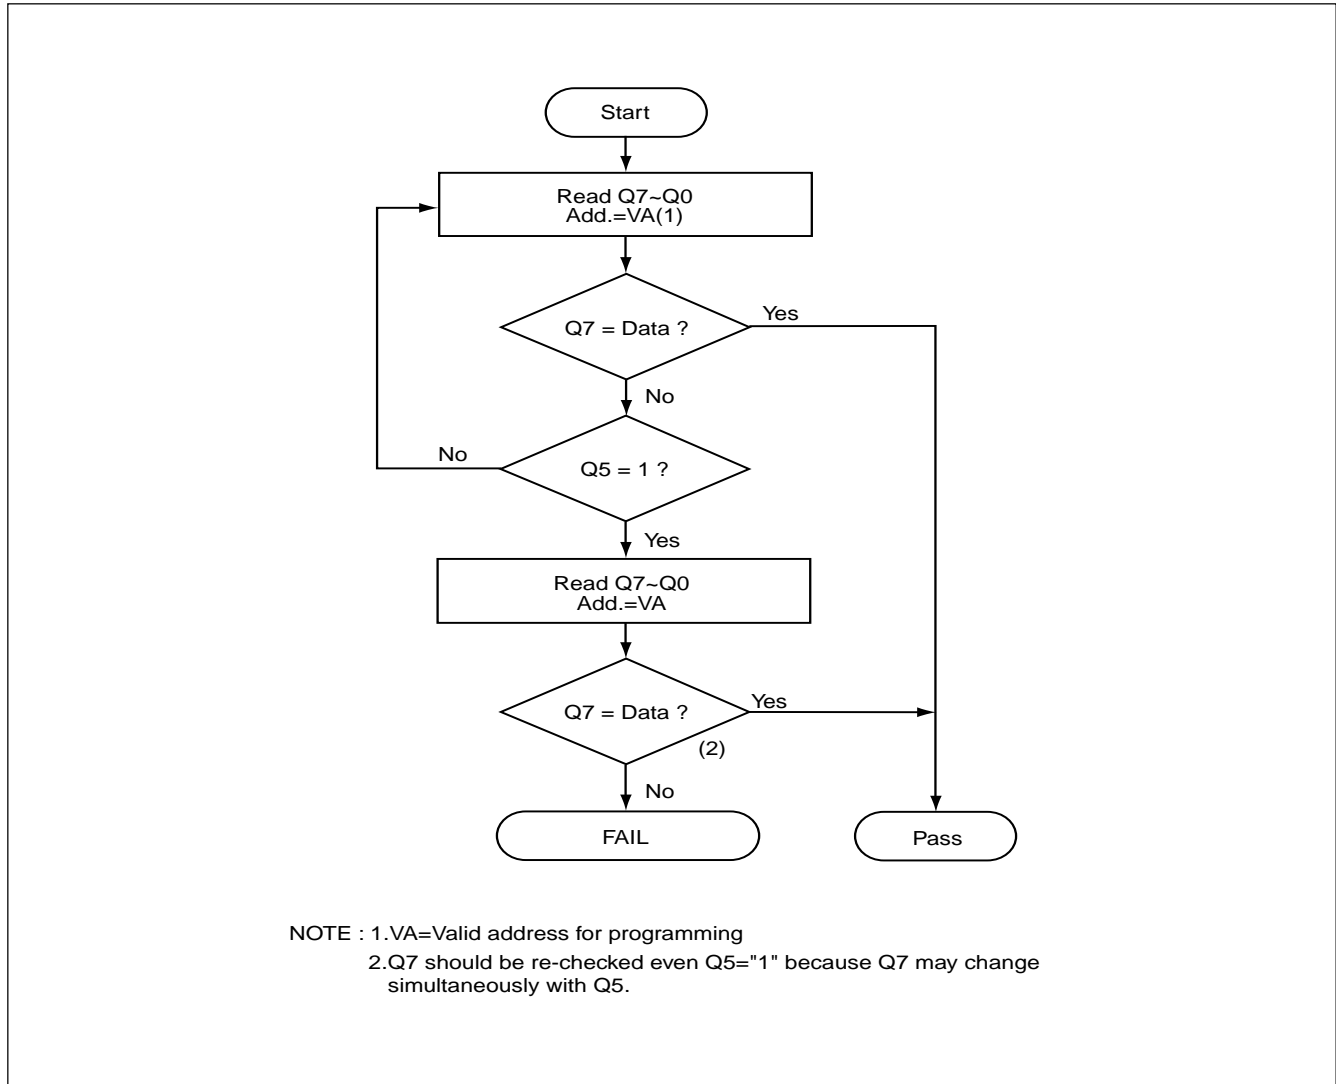 Start
Read Q7~Q0
Add.=VA(1)
Q7 = Data ?
Yes
No
No
Q5 = 1 ?
Yes
Read Q7~Q0
Add.=VA
Q7 = Data ?
Yes
(2)
No
FAIL
Pass
NOTE : 1.VA=Valid address for programming
2.Q7 should be re-checked even Q5="1" because Q7 may change
simultaneously with Q5.